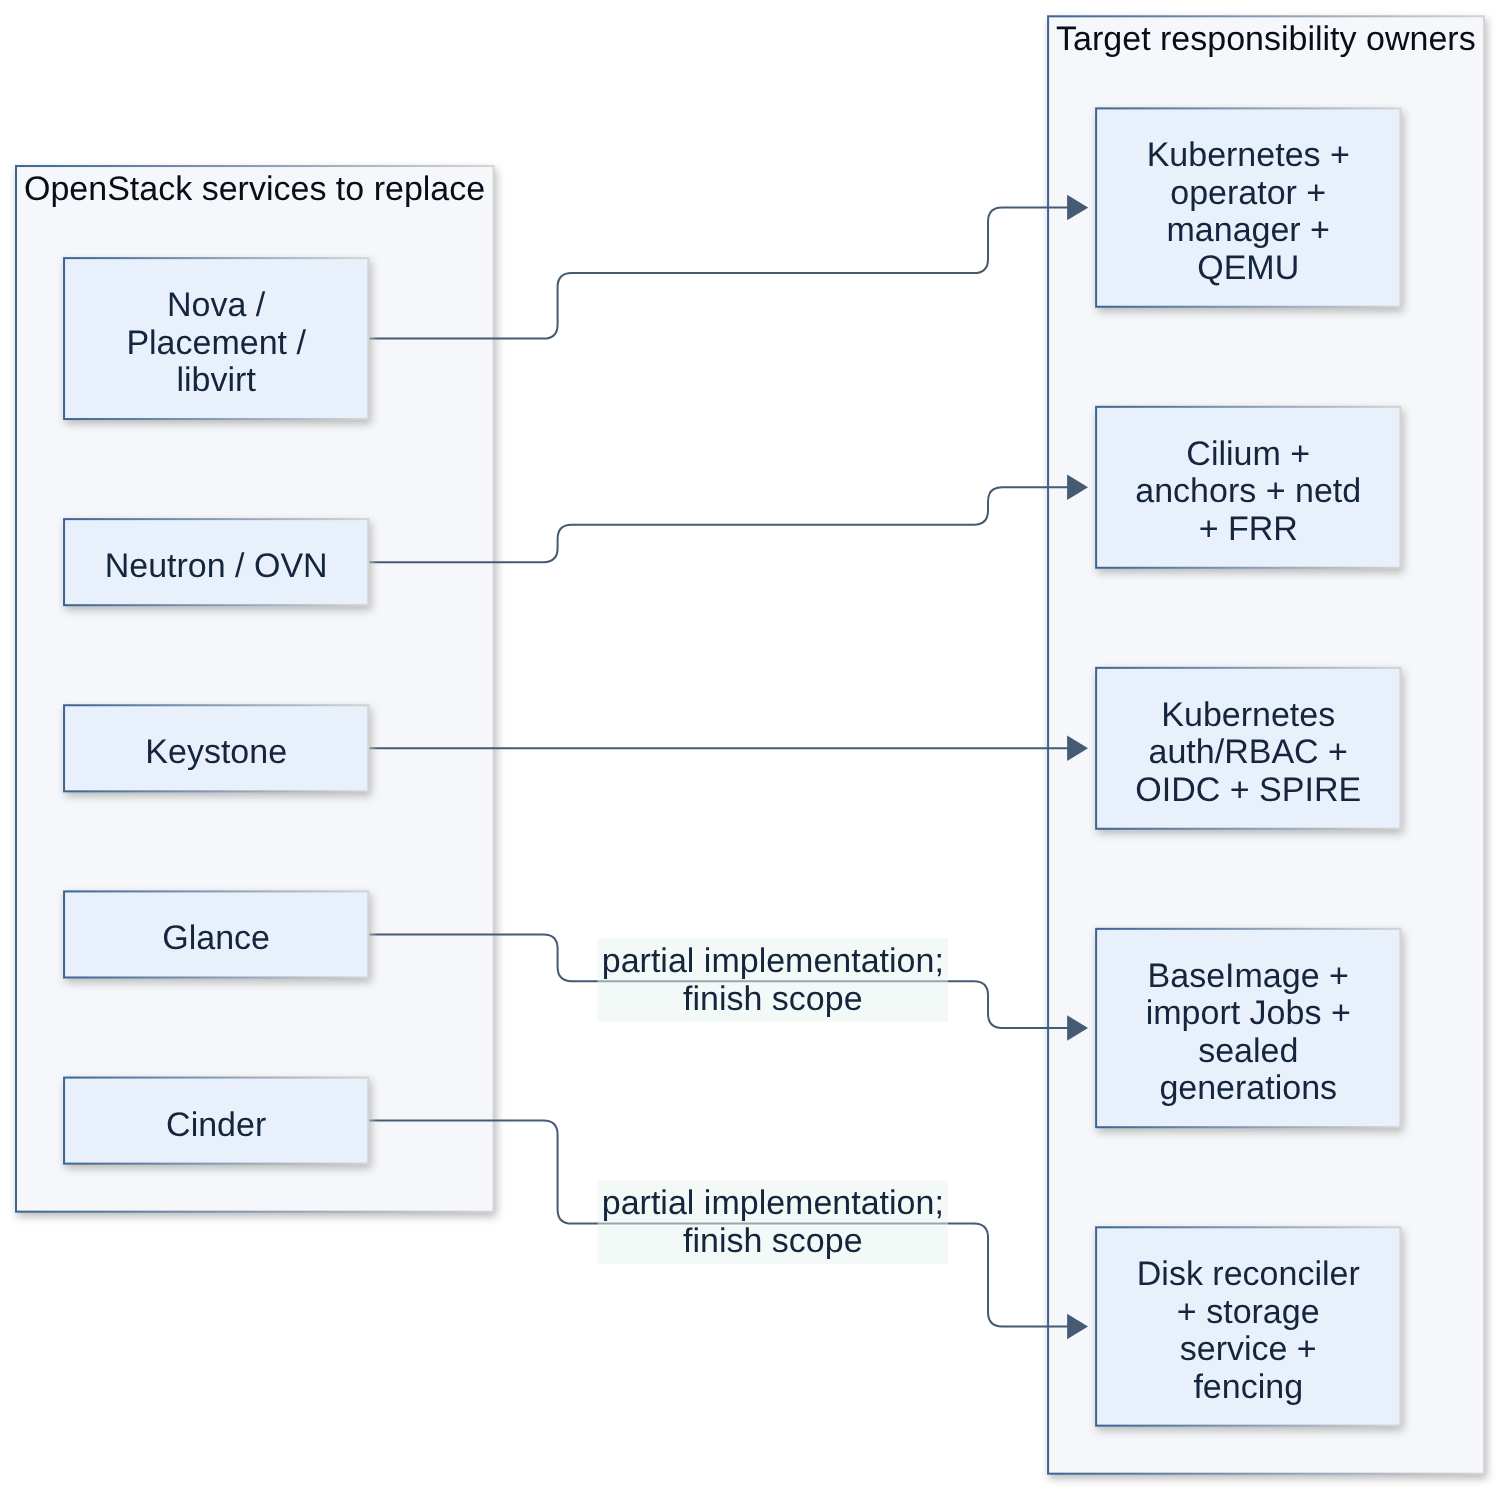 OpenStack services to replace
Nova /
Placement /
libvirt
Neutron / OVN
Keystone
Glance
Cinder
partial implementation;
finish scope
partial implementation;
finish scope
Target responsibility owners
Kubernetes +
operator +
manager +
QEMU
Cilium +
anchors + netd
+ FRR
Kubernetes
auth/RBAC +
OIDC + SPIRE
BaseImage +
import Jobs +
sealed
generations
Disk reconciler
+ storage
service +
fencing